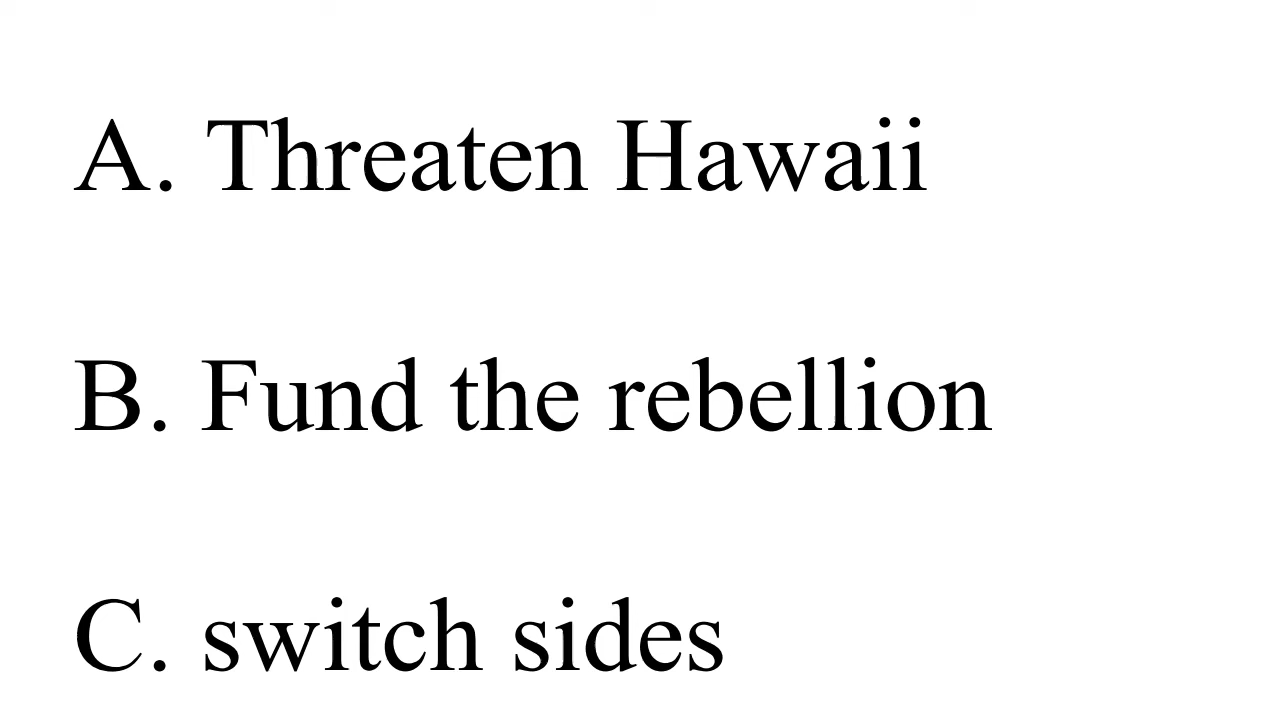 A. Threaten Hawaii
B. Fund the rebellion
C. switch sides